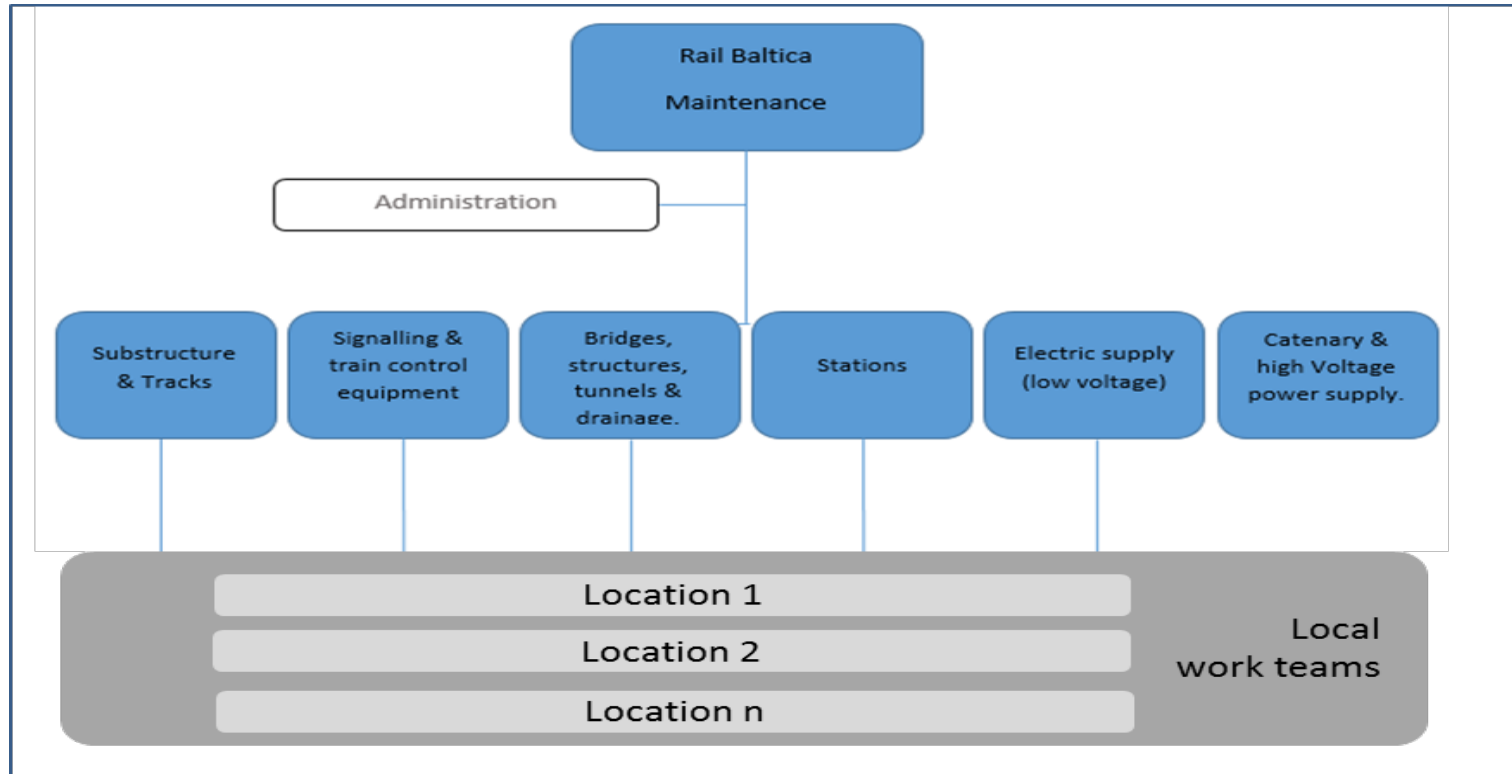 Rail Baltica
Maintenance
Administration
Substructure
& Tracks
Signalling &
train control
equipment
Bridges,
structures,
tunnels &
drainage.
Stations
Electric supply
(low voltage)
Catenary &
high Voltage
power supply.
Location 1
Location 2
Location n
Local
work teams